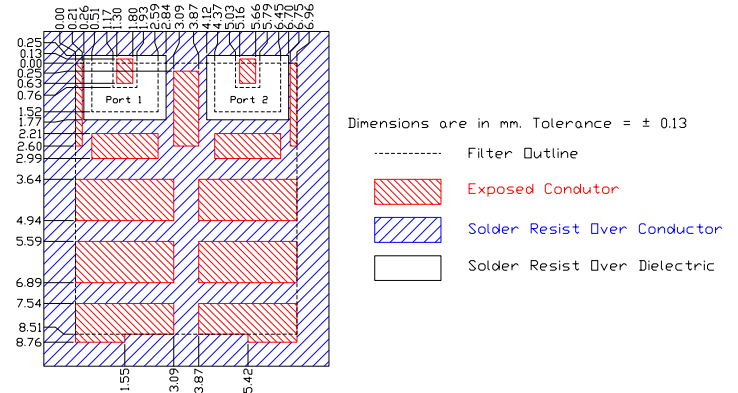 0.00 0.21 0.26 0.51 1.17 1.30 1.80 1.93 2.59 2.84 3.09 3.87 4.12 4.37 5.03 5.16 5.66 5.79 6.45 6.70 6.75 6.96
0.25
0.13
0.00
0.25
0.63
0.76
1.52
1.77
2.21
2.60
2.99
3.64
4.94
5.59
6.89
7.54
8.51
8.76
Port 1
Port 2
1.55 3.09 3.87 5.42
Dimensions are in mm. Tolerance = ± 0.13
Filter Outline
Exposed Condutor
Solder Resist Over Conductor
Solder Resist Over Dielectric